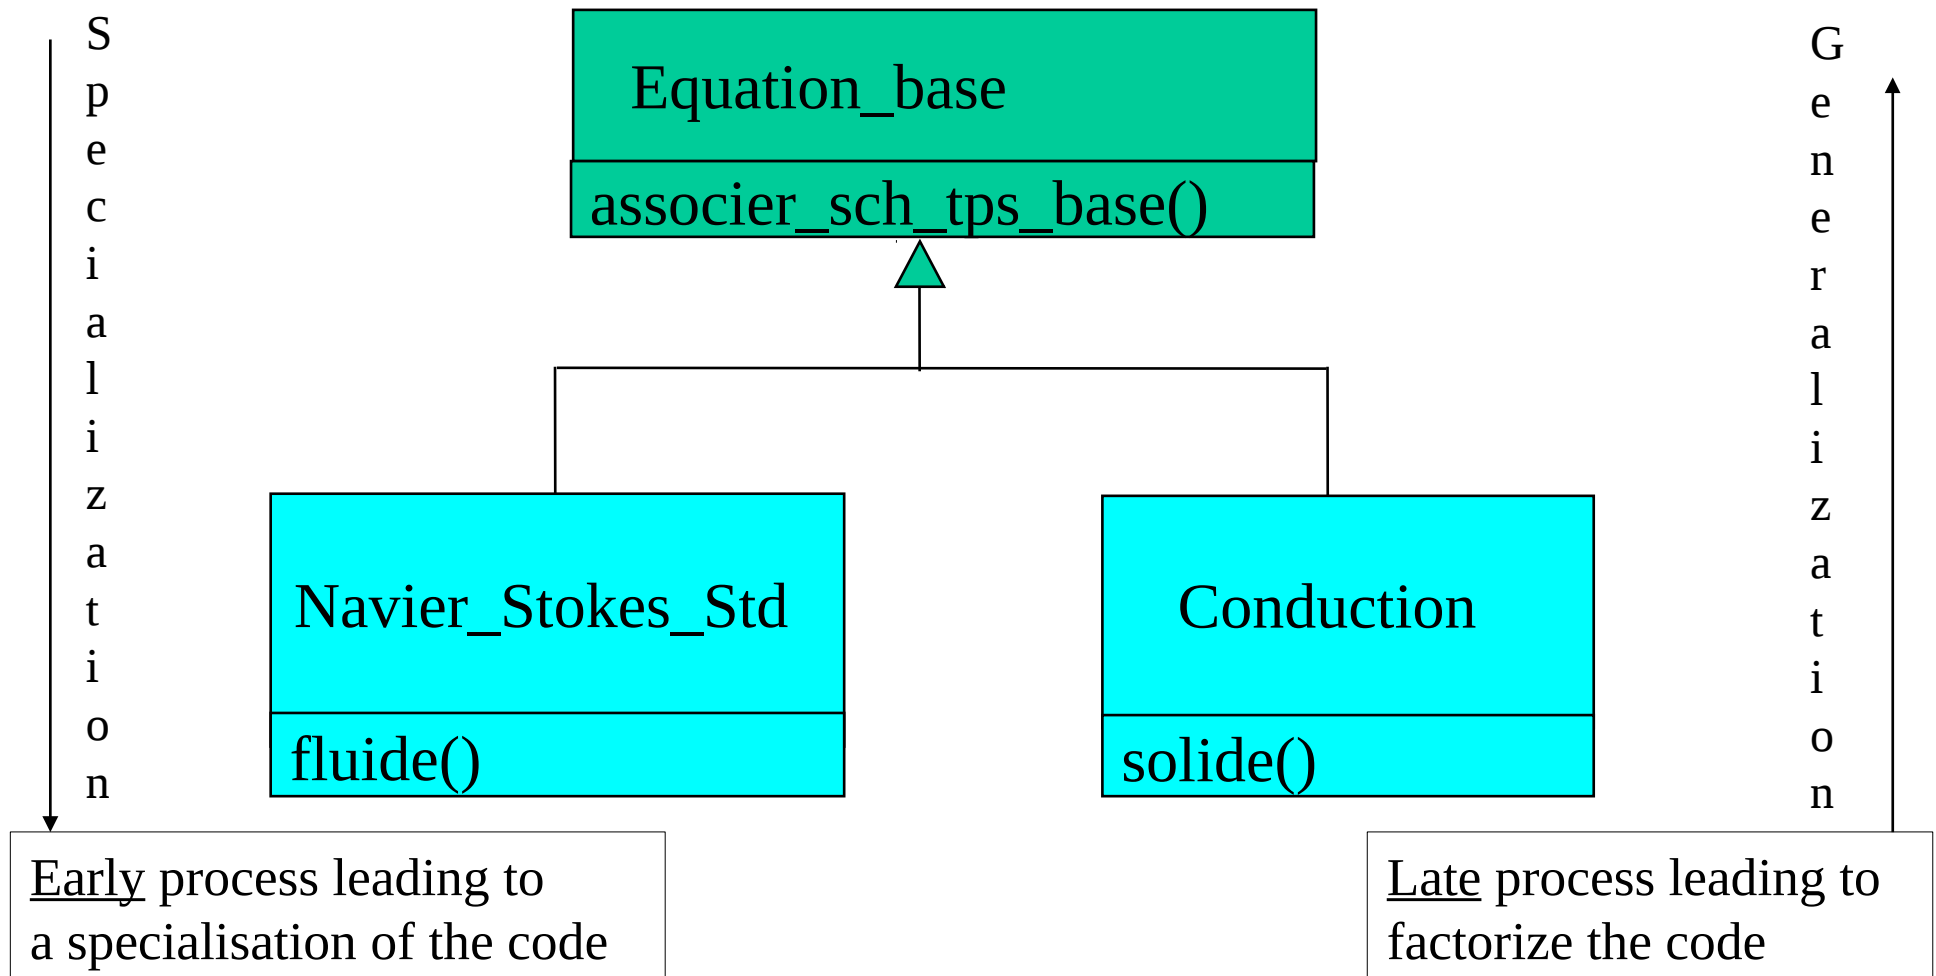 Specialization
Equation_base
associer_sch_tps_base()
Generalization
Navier_Stokes_Std
fluide()
Conduction
solide()
Early process leading to
a specialisation of the code
Late process leading to
factorize the code